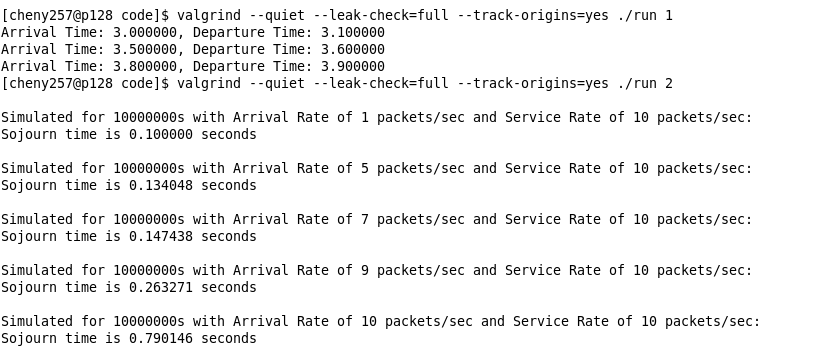 [cheny257@p128 code]$ valgrind --quiet --leak-check=full --track-origins=yes ./run 1
Arrival Time: 3.000000, Departure Time: 3.100000
Arrival Time: 3.500000, Departure Time: 3.600000
Arrival Time: 3.800000, Departure Time: 3.900000
[cheny257@p128 code]$ valgrind --quiet --leak-check=full --track-origins=yes ./run 2
Simulated for 10000000s with Arrival Rate of 1 packets/sec and Service Rate of 10 packets/sec:
Sojourn time is 0.100000 seconds
Simulated for 10000000s with Arrival Rate of 5 packets/sec and Service Rate of 10 packets/sec:
Sojourn time is 0.134048 seconds
Simulated for 10000000s with Arrival Rate of 7 packets/sec and Service Rate of 10 packets/sec:
Sojourn time is 0.147438 seconds
Simulated for 10000000s with Arrival Rate of 9 packets/sec and Service Rate of 10 packets/sec:
Sojourn time is 0.263271 seconds
Simulated for 10000000s with Arrival Rate of 10 packets/sec and Service Rate of 10 packets/sec:
Sojourn time is 0.790146 seconds